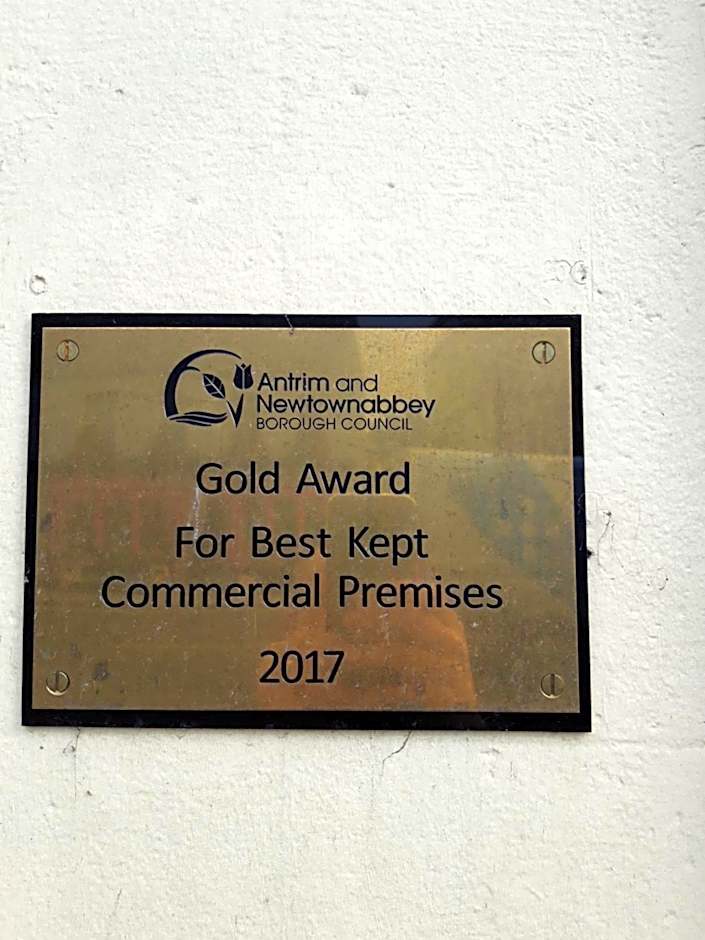 Antrim and
Newtownabbey
BOROUGH COUNCIL
Gold Award
For Best Kept
Commercial Premises
2017